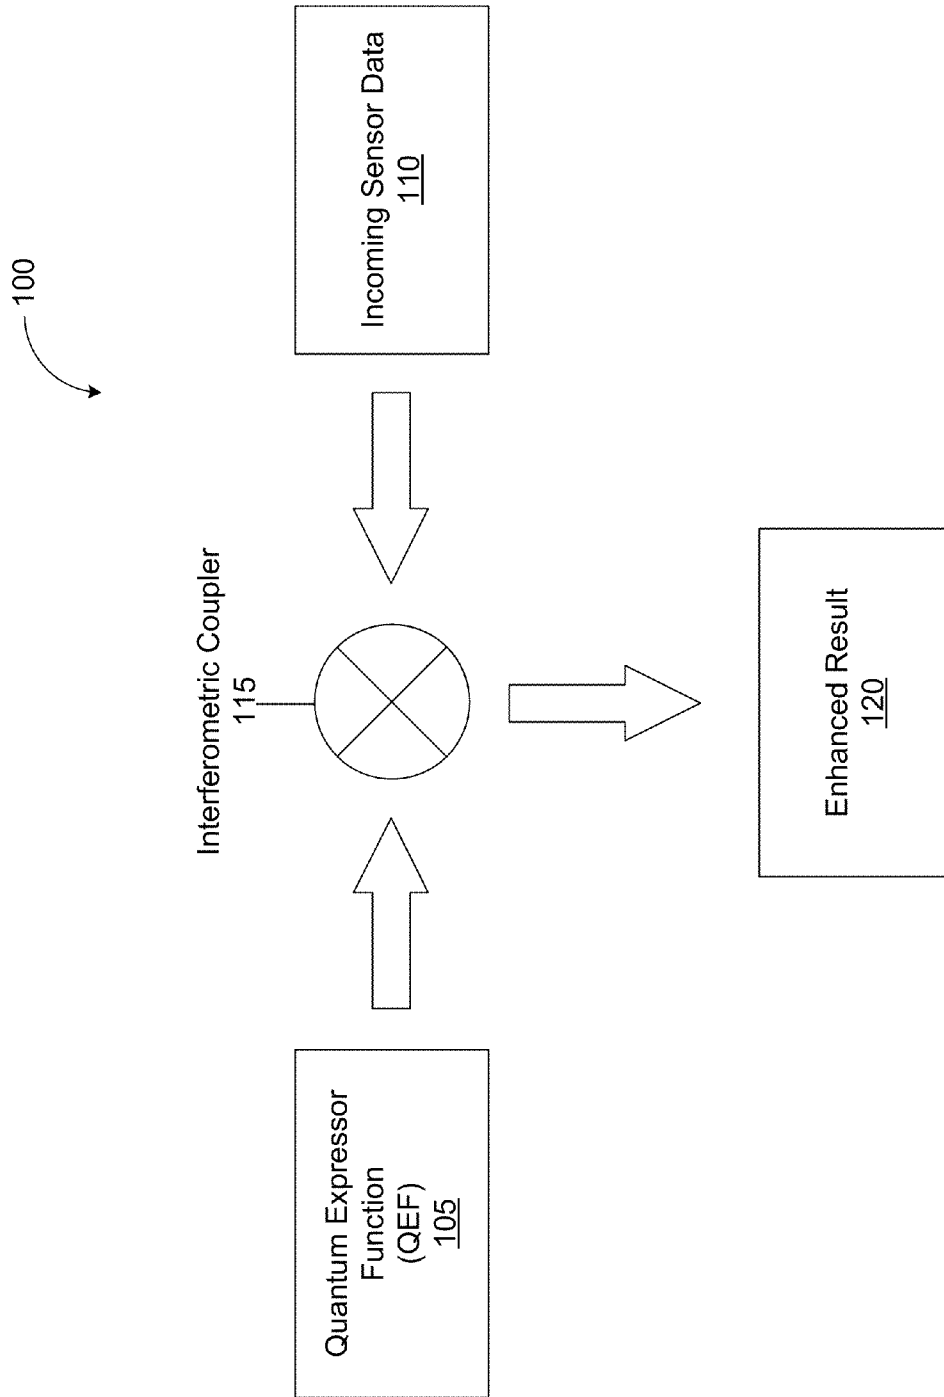 100
Interferometric Coupler
115
Quantum Expressor
Function
(QEF)
105
Incoming Sensor Data
110
Enhanced Result
120